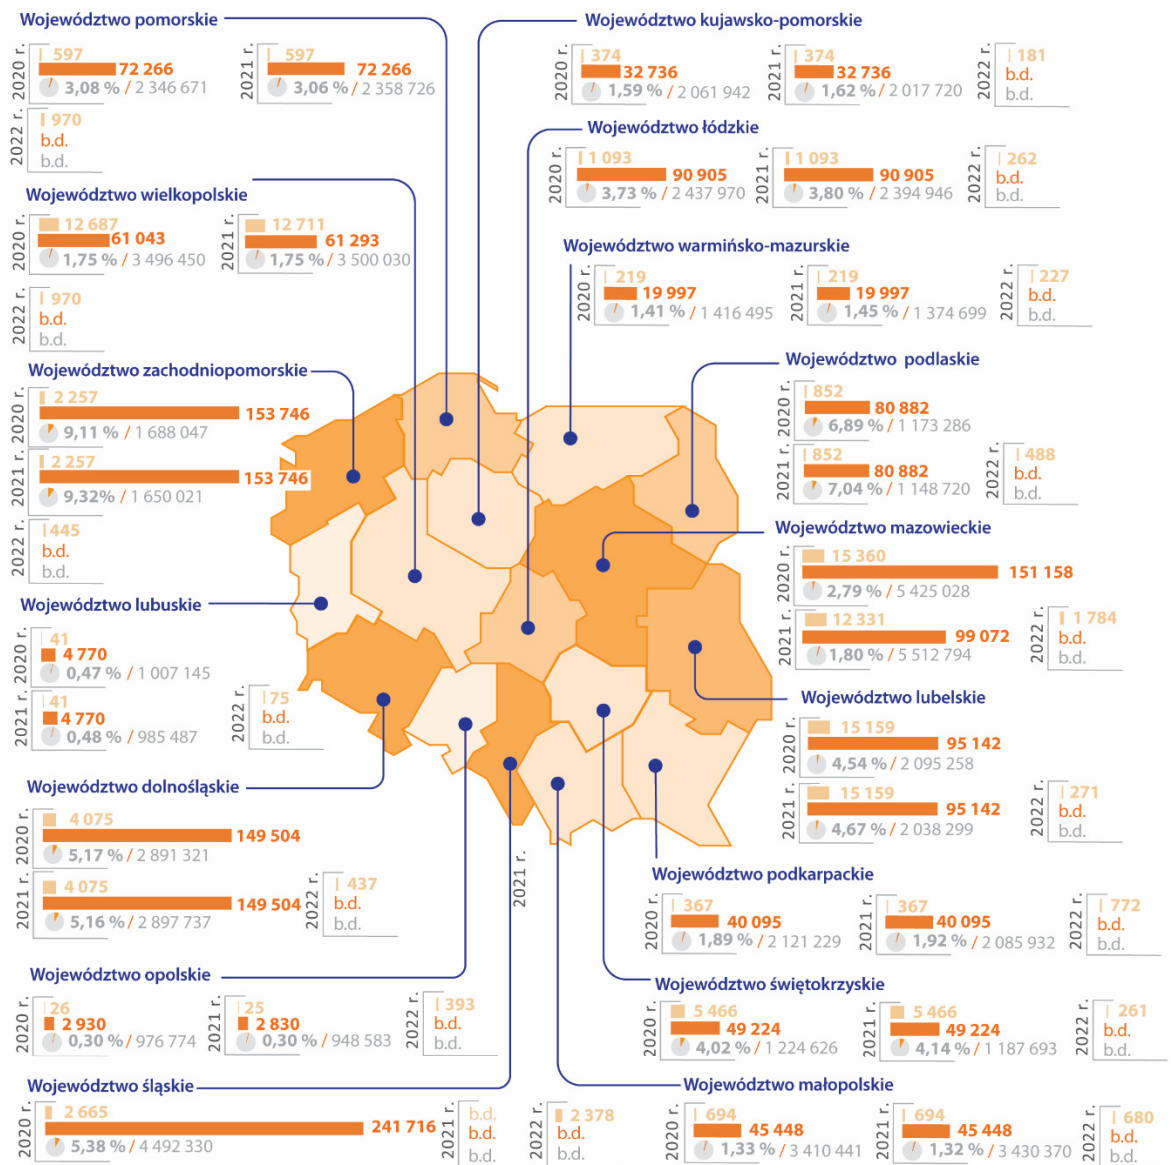 Województwo pomorskie
2020 r.
597
72 266
3,08 % / 2 346 671
2021 r.
597
72 266
3,06 % / 2 358 726
2022 r.
970
b.d.
b.d.
Województwo kujawsko-pomorskie
2020 r.
374
32 736
1,59 % / 2 061 942
2021 r.
374
32 736
1,62 % / 2 017 720
2022 r.
181
b.d.
b.d.
Województwo łódzkie
2020 r.
1 093
90 905
3,73 % / 2 437 970
2021 r.
1 093
90 905
3,80 % / 2 394 946
2022 r.
262
b.d.
b.d.
Województwo wielkopolskie
2020 r.
12 687
61 043
1,75 % / 3 496 450
2021 r.
12 711
61 293
1,75 % / 3 500 030
2022 r.
970
b.d.
b.d.
Województwo warmińsko-mazurskie
2020 r.
219
19 997
1,41 % / 1 416 495
2021 r.
219
19 997
1,45 % / 1 374 699
2022 r.
227
b.d.
b.d.
Województwo zachodniopomorskie
2020 r.
2 257
153 746
9,11 % / 1 688 047
2021 r.
2 257
153 746
9,32% / 1 650 021
2022 r.
445
b.d.
b.d.
Województwo podlaskie
2020 r.
852
80 882
6,89 % / 1 173 286
2021 r.
852
80 882
7,04 % / 1 148 720
2022 r.
488
b.d.
b.d.
Województwo mazowieckie
2020 r.
15 360
151 158
2,79 % / 5 425 028
2021 r.
12 331
99 072
1,80 % / 5 512 794
2022 r.
1 784
b.d.
b.d.
Województwo lubuskie
2020 r.
41
4 770
0,47 % / 1 007 145
2021 r.
41
4 770
0,48 % / 985 487
2022 r.
75
b.d.
b.d.
Województwo lubelskie
2020 r.
15 159
95 142
4,54 % / 2 095 258
2021 r.
15 159
95 142
4,67 % / 2 038 299
2022 r.
271
b.d.
b.d.
Województwo dolnośląskie
2020 r.
4 075
149 504
5,17 % / 2 891 321
2021 r.
4 075
149 504
5,16 % / 2 897 737
2022 r.
437
b.d.
b.d.
2021 r.
Województwo podkarpackie
2020 r.
367
40 095
1,89 % / 2 121 229
2021 r.
367
40 095
1,92 % / 2 085 932
2022 r.
772
b.d.
b.d.
Województwo opolskie
2020 r.
26
2 930
0,30 % / 976 774
2021 r.
25
2 830
0,30 % / 948 583
2022 r.
393
b.d.
b.d.
Województwo świętokrzyskie
2020 r.
5 466
49 224
4,02 % / 1 224 626
2021 r.
5 466
49 224
4,14 % / 1 187 693
2022 r.
261
b.d.
b.d.
Województwo śląskie
2020 r.
2 665
241 716
5,38 % / 4 492 330
2021 r.
b.d.
b.d.
b.d.
2022 r.
2 378
b.d.
b.d.
Województwo małopolskie
2020 r.
694
45 448
1,33 % / 3 410 441
2021 r.
694
45 448
1,32 % / 3 430 370
2022 r.
680
b.d.
b.d.